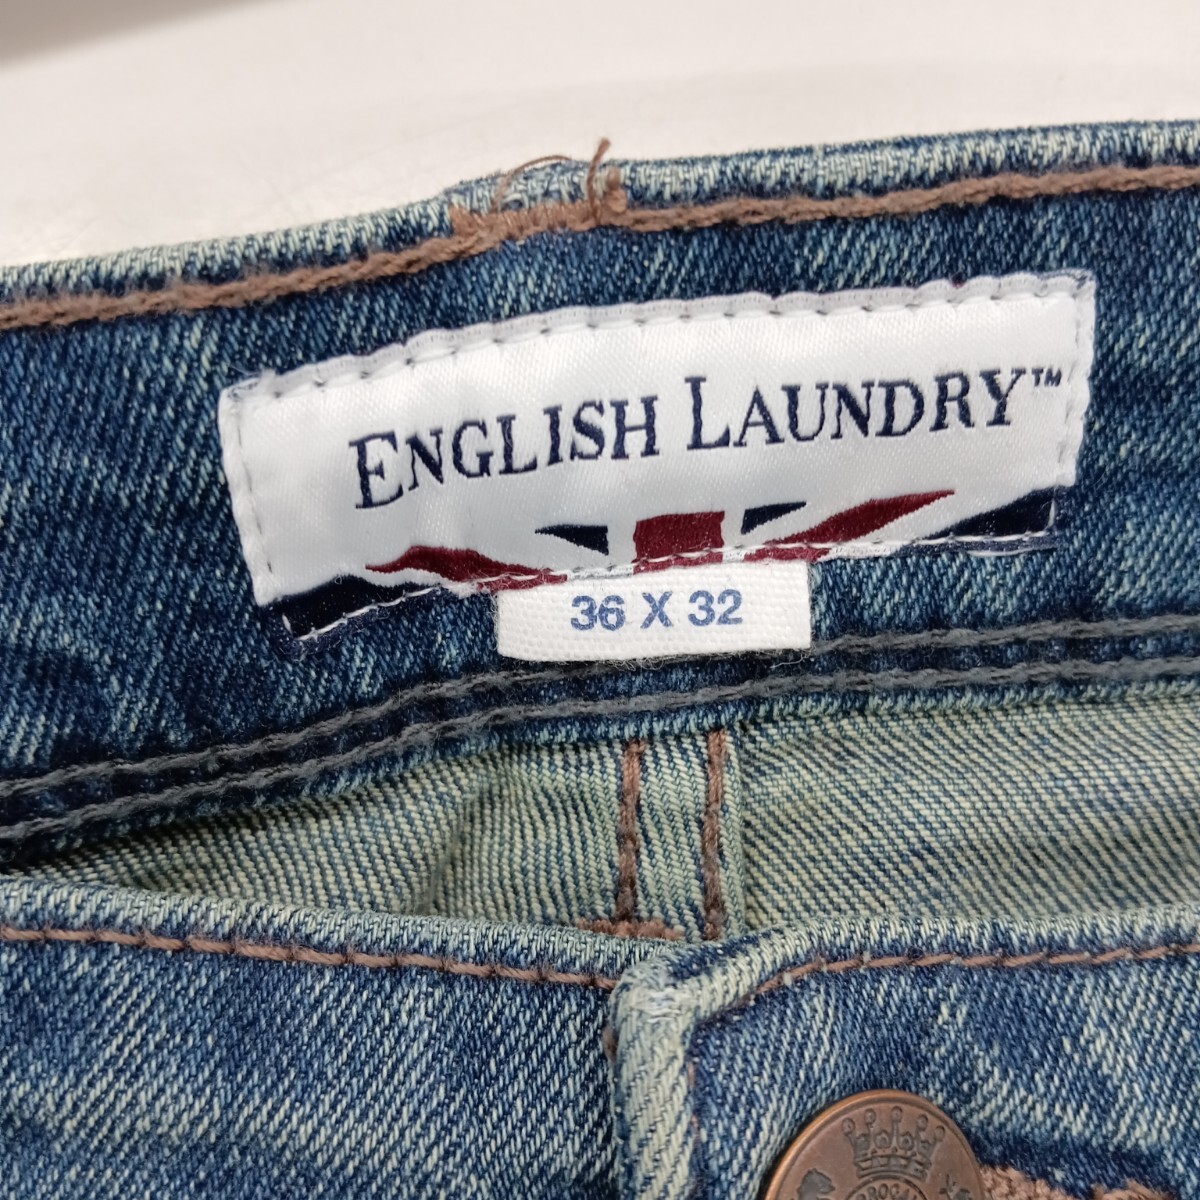 ENGLISH LAUNDRY™
36 X 32